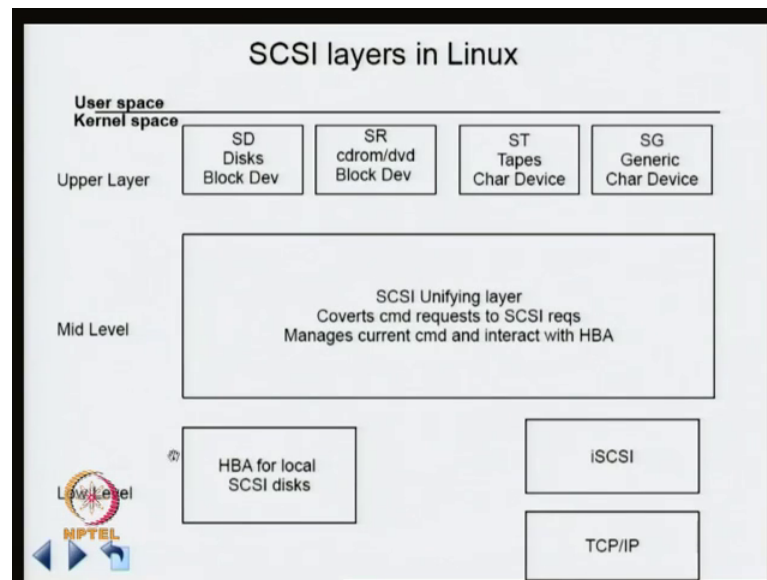 SCSI layers in Linux
User space
Kernel space
Upper Layer
SD
Disks
Block Dev
SR
cdrom/dvd
Block Dev
ST
Tapes
Char Device
SG
Generic
Char Device
Mid Level
SCSI Unifying layer
Coverts cmd requests to SCSI reqs
Manages current cmd and interact with HBA
Low Level
HBA for local
SCSI disks
iSCSI
TCP/IP
NPTEL